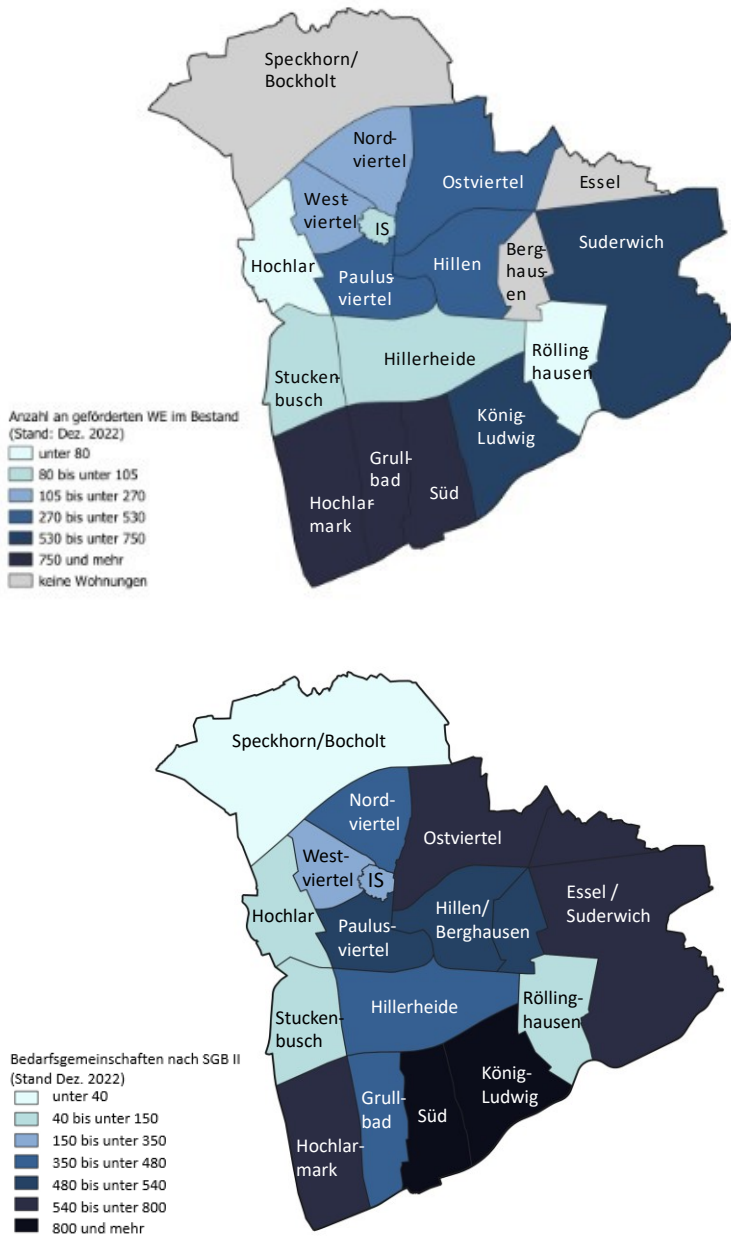 Speckhorn/
Bockholt
Nord-
viertel
Ostviertel
Essel
West-
viertel
IS
Suderwich
Berg-
haus-
en
Hochlar
Hillen
Paulus-
viertel
Rölling-
hausen
Hillerheide
Stucken-
busch
König-
Ludwig
Grull-
bad
Süd
Hochlar-
mark
Anzahl an geförderten WE im Bestand
(Stand: Dez. 2022)
unter 80
80 bis unter 105
105 bis unter 270
270 bis unter 530
530 bis unter 750
750 und mehr
keine Wohnungen
Speckhorn/Bocholt
Nord-
viertel
Ostviertel
West-
viertel
IS
Essel /
Suderwich
Hochlar
Hillen/
Berghausen
Paulus-
viertel
Rölling-
hausen
Hillerheide
Stucken-
busch
König-
Ludwig
Grull-
bad
Süd
Hochlar-
mark
Bedarfsgemeinschaften nach SGB II
(Stand Dez. 2022)
unter 40
40 bis unter 150
150 bis unter 350
350 bis unter 480
480 bis unter 540
540 bis unter 800
800 und mehr